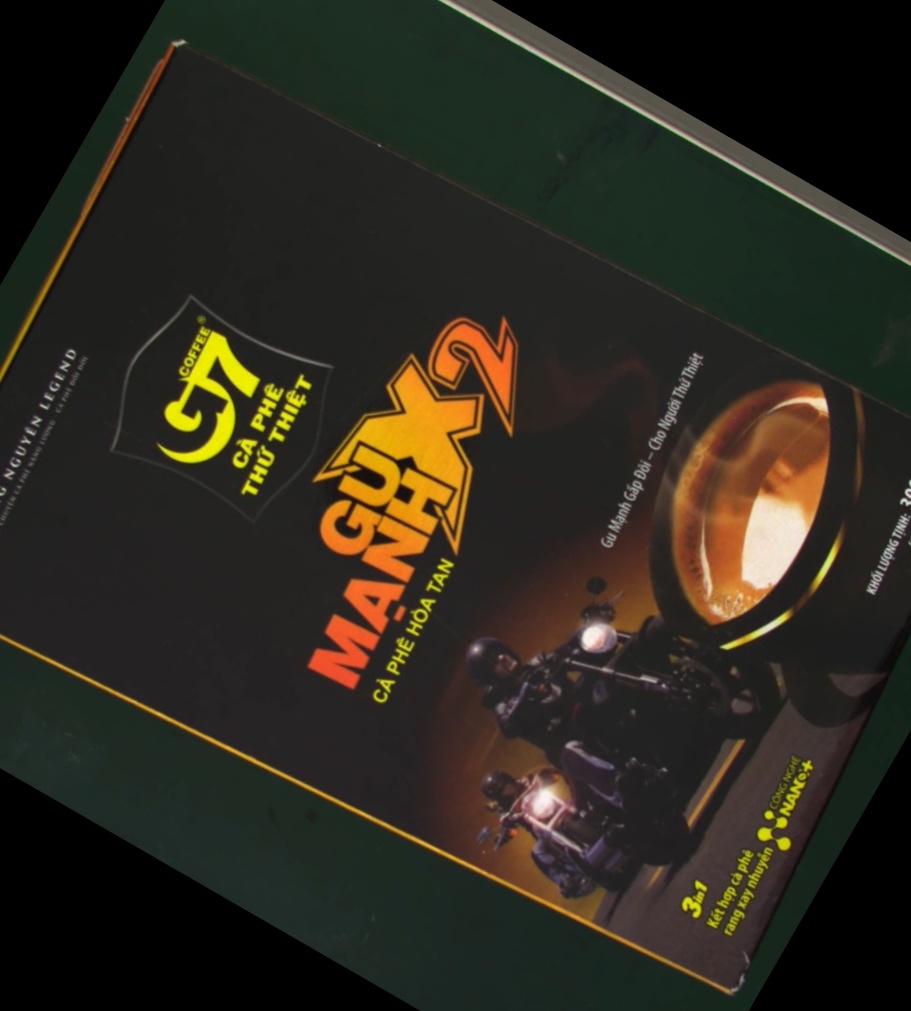 NGUYÊN LEGEND
G7
COFFEE®
CÀ PHÊ
THỨ THIỆT
GU X2
MẠNH
CÀ PHÊ HÒA TAN
Gu Mạnh Gấp Đôi – Cho Người Thứ Thiệt
KHỐI LƯỢNG TỊNH:
3in1
Kết hợp cà phê
rang xay nhuyễn
CÔNG NGHỆ
NANO+